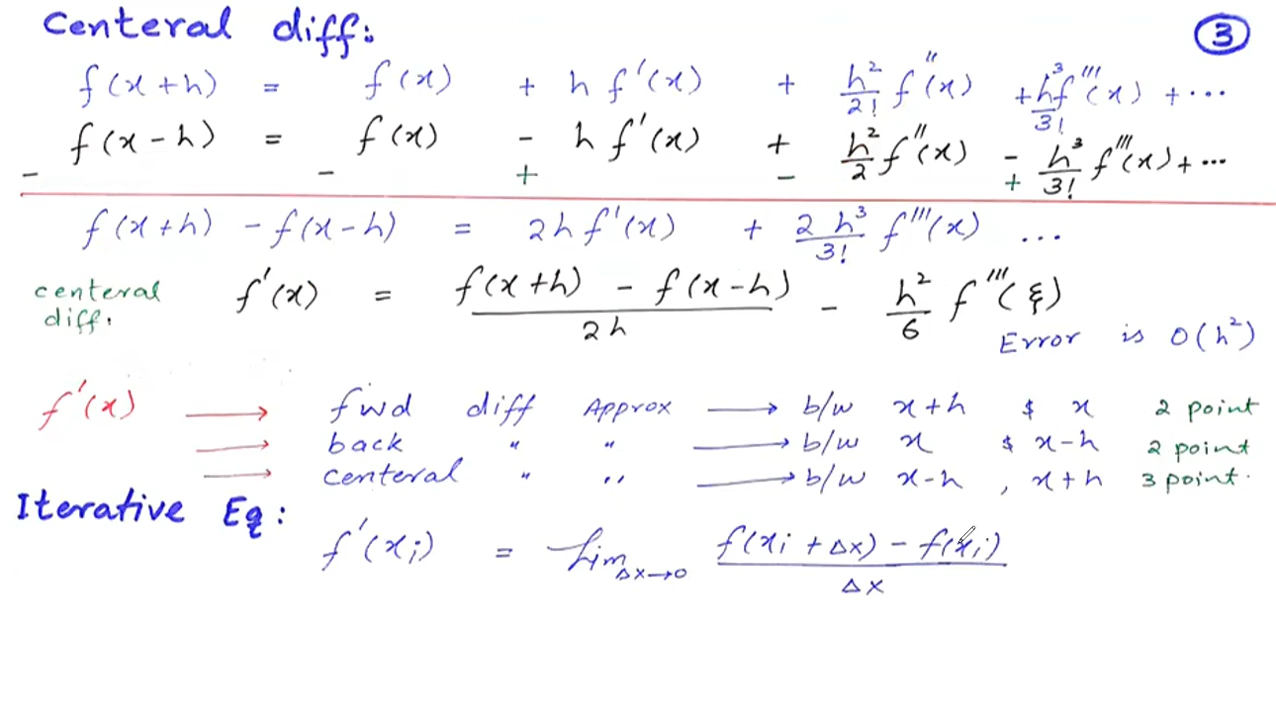 Centeral diff: 3
f(x+h) = f(x) + h f'(x) + h²/2! f''(x) + h³/3! f'''(x) + ...
f(x-h) = f(x) - h f'(x) + h²/2 f''(x) - h³/3! f'''(x) + ...
- - + - +
f(x+h) - f(x-h) = 2h f'(x) + 2h³/3! f'''(x) ...
centeral diff. f'(x) = (f(x+h) - f(x-h))/2h - h²/6 f'''(ξ)
Error is O(h²)
f'(x) → fwd diff Approx → b/w x+h & x 2 point
→ back " " → b/w x & x-h 2 point
→ centeral " " → b/w x-h , x+h 3 point.
Iterative Eq:
f'(xi) = lim Δx→0 (f(xi + Δx) - f(xi))/Δx